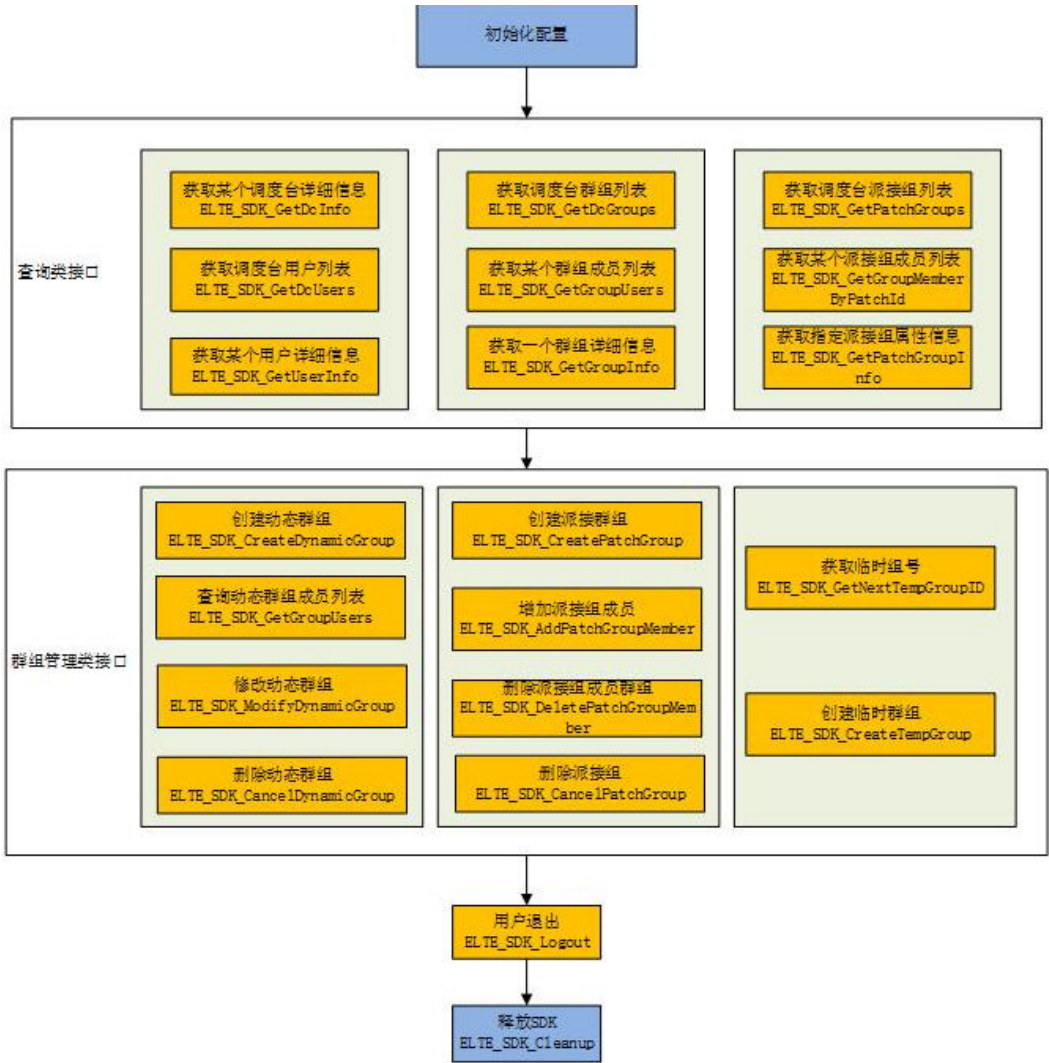 初始化配置
查询类接口
获取某个调度台详细信息
ELTE_SDK_GetDcInfo
获取调度台用户列表
ELTE_SDK_GetDcUsers
获取某个用户详细信息
ELTE_SDK_GetUserInfo
获取调度台群组列表
ELTE_SDK_GetDcGroups
获取某个群组成员列表
ELTE_SDK_GetGroupUsers
获取一个群组详细信息
ELTE_SDK_GetGroupInfo
获取调度台派接组列表
ELTE_SDK_GetPatchGroups
获取某个派接组成员列表
ELTE_SDK_GetGroupMember
ByPatchId
获取指定派接组属性信息
ELTE_SDK_GetPatchGroupI
nfo
群组管理类接口
创建动态群组
ELTE_SDK_CreateDynamicGroup
查询动态群组成员列表
ELTE_SDK_GetGroupUsers
修改动态群组
ELTE_SDK_ModifyDynamicGroup
删除动态群组
ELTE_SDK_CancelDynamicGroup
创建派接群组
ELTE_SDK_CreatePatchGroup
增加派接组成员
ELTE_SDK_AddPatchGroupMember
删除派接组成员群组
ELTE_SDK_DeletePatchGroupMem
ber
删除派接组
ELTE_SDK_CancelPatchGroup
获取临时组号
ELTE_SDK_GetNextTempGroupID
创建临时群组
ELTE_SDK_CreateTempGroup
用户退出
ELTE_SDK_Logout
释放SDK
ELTE_SDK_Cleanup